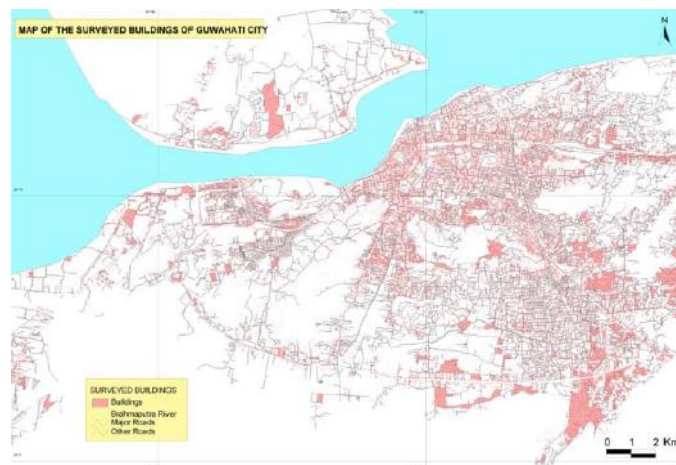 MAP OF THE SURVEYED BUILDINGS OF GUWAHATI CITY
N
SURVEYED BUILDINGS
Buildings
Brahmaputra River
Major Roads
Other Roads
0 1 2 Km